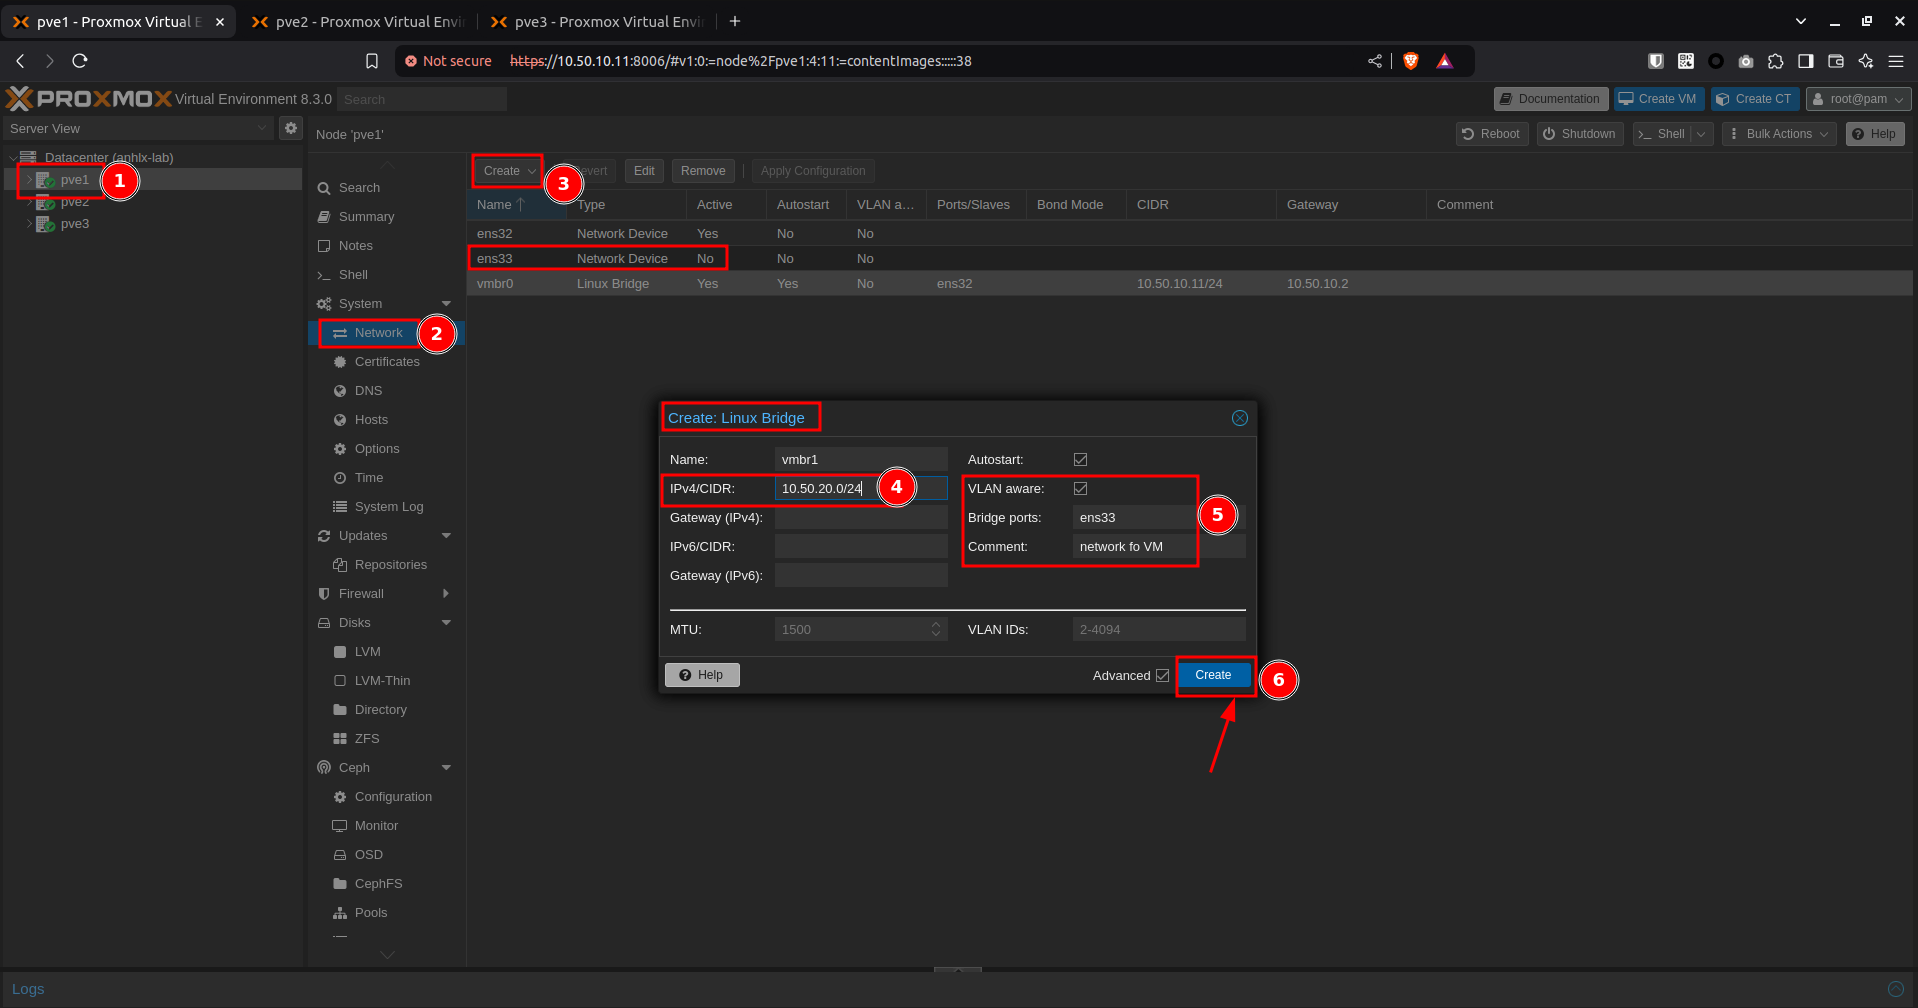 pve1 - Proxmox Virtual E
pve2 - Proxmox Virtual Envi
pve3 - Proxmox Virtual Envi
Not secure https://10.50.10.11:8006/#v1:0:=node%2Fpve1:4:11:=contentImages:::::38
PROXMOX Virtual Environment 8.3.0 Search
Documentation Create VM Create CT root@pam
Server View
Node 'pve1'
Reboot Shutdown Shell Bulk Actions Help
Datacenter (anhlx-lab)
pve1 1
pve2
pve3
Search
Summary
Notes
Shell
System
Network 2
Certificates
DNS
Hosts
Options
Time
System Log
Updates
Repositories
Firewall
Disks
LVM
LVM-Thin
Directory
ZFS
Ceph
Configuration
Monitor
OSD
CephFS
Pools
Create 3 evert Edit Remove Apply Configuration
Name Type Active Autostart VLAN a... Ports/Slaves Bond Mode CIDR Gateway Comment
ens32 Network Device Yes No No
ens33 Network Device No No No
vmbr0 Linux Bridge Yes Yes No ens32 10.50.10.11/24 10.50.10.2
Create: Linux Bridge
Name: vmbr1 Autostart:
IPv4/CIDR: 10.50.20.0/24 4 VLAN aware:
Gateway (IPv4): Bridge ports: ens33 5
IPv6/CIDR: Comment: network fo VM
Gateway (IPv6):
MTU: 1500 VLAN IDs: 2-4094
Help Advanced Create 6
Logs